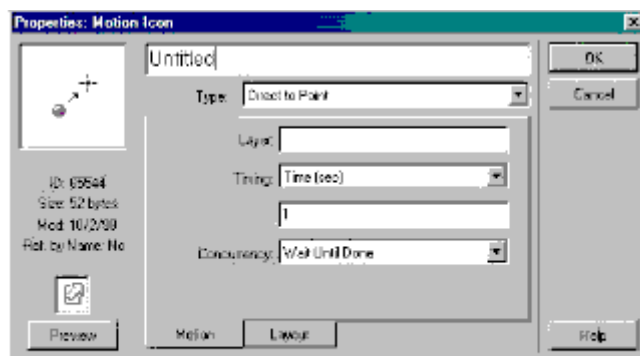 Properties: Motion Icon
Untitled
OK
Type: Direct to Point
Cancel
Layer:
ID: 65544
Timing: Time (sec)
Size: 52 bytes
Mod: 10/2/99
1
Ref. by Name: No
Concurrency: Wait Until Done
Preview
Motion
Layout
Help